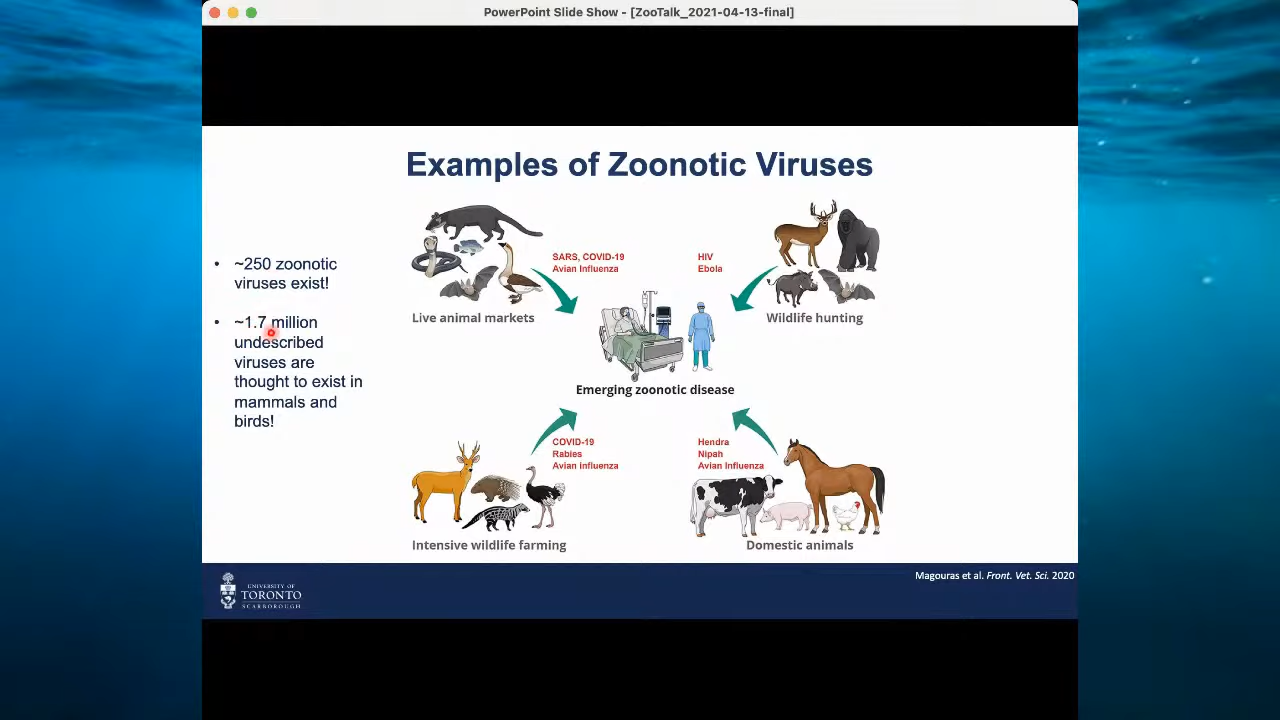 PowerPoint Slide Show - [ZooTalk_2021-04-13-final]
Examples of Zoonotic Viruses
• ~250 zoonotic
viruses exist!
• ~1.7 million
undescribed
viruses are
thought to exist in
mammals and
birds!
SARS, COVID-19
Avian Influenza
Live animal markets
HIV
Ebola
Wildlife hunting
Emerging zoonotic disease
COVID-19
Rabies
Avian influenza
Intensive wildlife farming
Hendra
Nipah
Avian Influenza
Domestic animals
Magouras et al. Front. Vet. Sci. 2020
UNIVERSITY OF
TORONTO
SCARBOROUGH